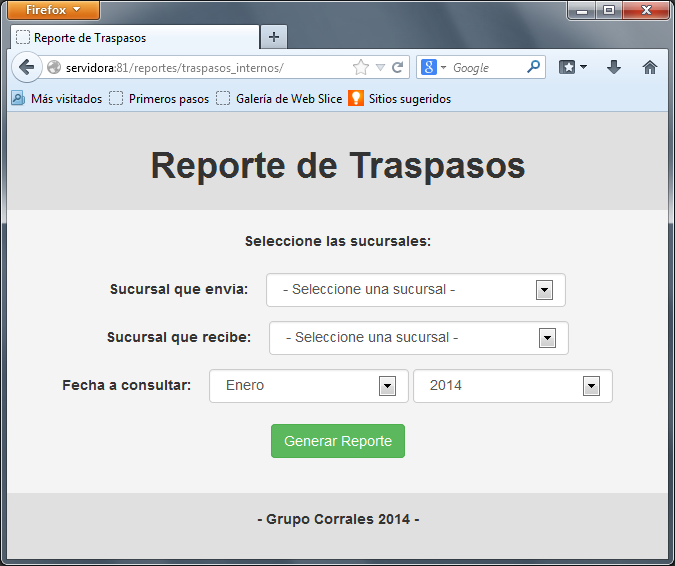 Firefox
Reporte de Traspasos
servidora:81/reportes/traspasos_internos/
Google
Más visitados Primeros pasos Galería de Web Slice Sitios sugeridos
Reporte de Traspasos
Seleccione las sucursales:
Sucursal que envía: - Seleccione una sucursal -
Sucursal que recibe: - Seleccione una sucursal -
Fecha a consultar: Enero 2014
Generar Reporte
- Grupo Corrales 2014 -